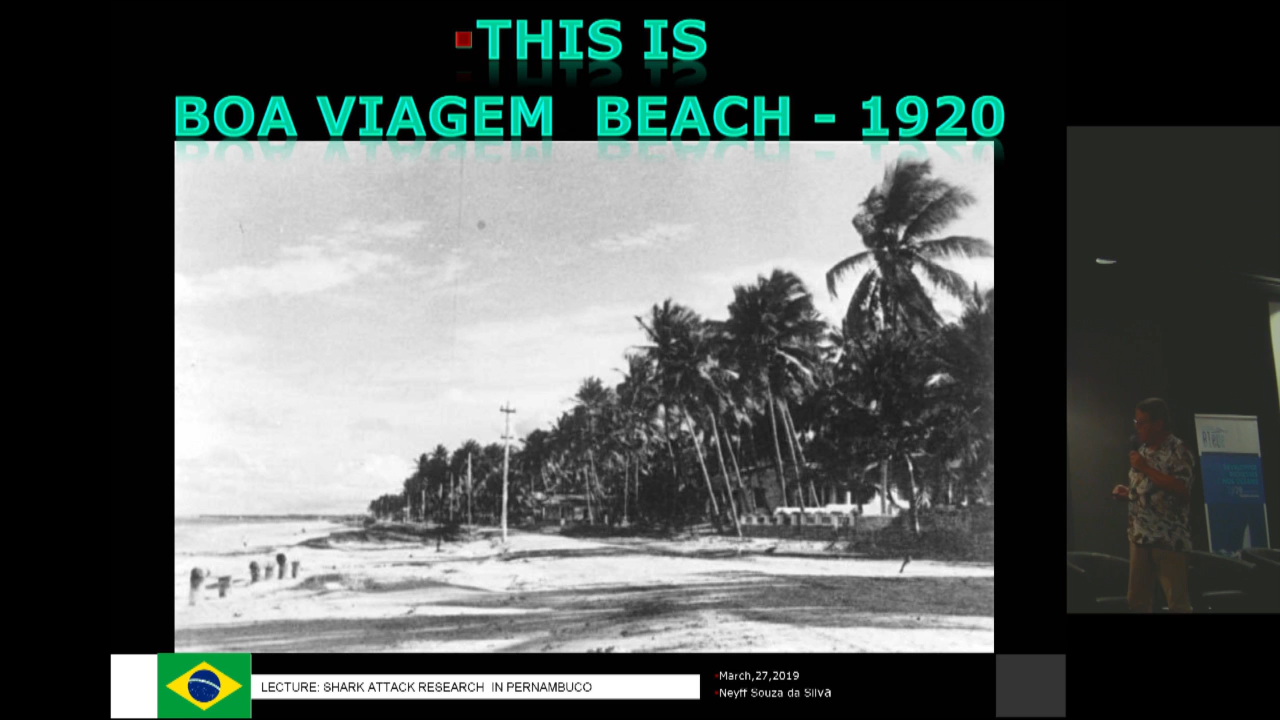 THIS IS
BOA VIAGEM BEACH - 1920
LECTURE: SHARK ATTACK RESEARCH IN PERNAMBUCO
March,27,2019
Neyff Souza da Silva